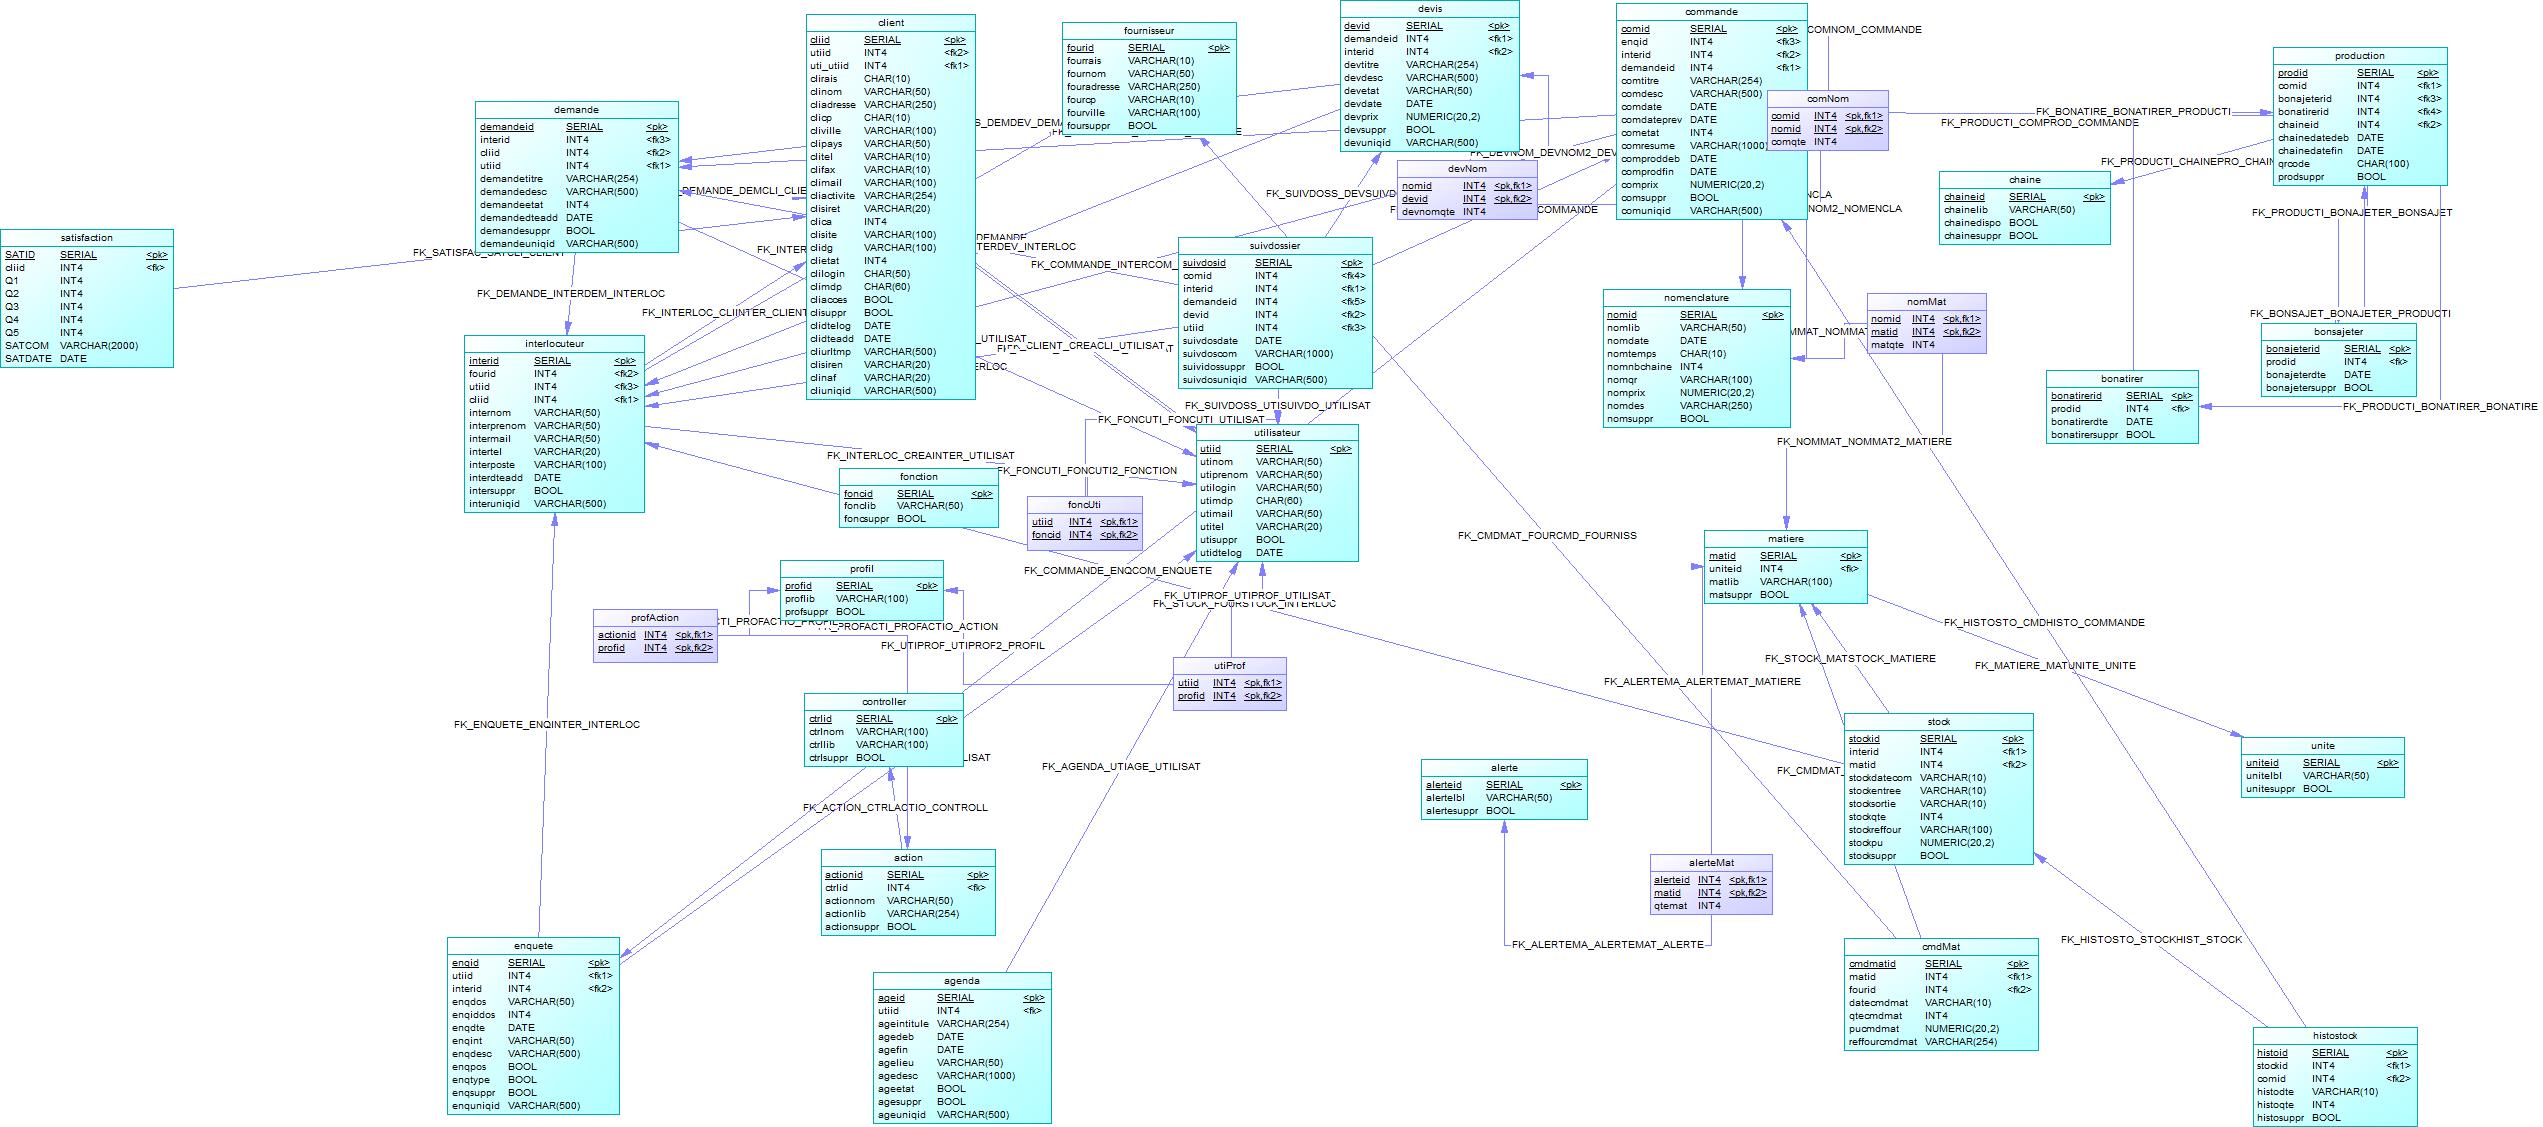 client
cliid SERIAL <pk>
utiid INT4 <fk2>
uti_utiid INT4 <fk1>
clirais CHAR(10)
clinom VARCHAR(50)
cliadresse VARCHAR(250)
clicp CHAR(10)
cliville VARCHAR(100)
clipays VARCHAR(50)
clitel VARCHAR(10)
clifax VARCHAR(10)
climail VARCHAR(100)
cliactivite VARCHAR(254)
clisiret VARCHAR(20)
clica INT4
clisite VARCHAR(100)
clidg VARCHAR(100)
clietat INT4
clilogin CHAR(50)
climdp CHAR(60)
cliacces BOOL
clisuppr BOOL
clidtelog DATE
clidteadd DATE
cliurltmp VARCHAR(500)
clisiren VARCHAR(20)
clinaf VARCHAR(20)
cliuniqid VARCHAR(500)
fournisseur
fourid SERIAL <pk>
fourrais VARCHAR(10)
fournom VARCHAR(50)
fouradresse VARCHAR(250)
fourcp VARCHAR(10)
fourville VARCHAR(100)
foursuppr BOOL
devis
devid SERIAL <pk>
demandeid INT4 <fk1>
interid INT4 <fk2>
devtitre VARCHAR(254)
devdesc VARCHAR(500)
devetat VARCHAR(50)
devdate DATE
devprix NUMERIC(20,2)
devsuppr BOOL
devuniqid VARCHAR(500)
commande
comid SERIAL <pk>
enqid INT4 <fk3>
interid INT4 <fk2>
demandeid INT4 <fk1>
comtitre VARCHAR(254)
comdesc VARCHAR(500)
comdate DATE
comdateprev DATE
cometat INT4
comresume VARCHAR(1000)
comproddeb DATE
comprodfin DATE
comprix NUMERIC(20,2)
comsuppr BOOL
comuniqid VARCHAR(500)
COMNOM_COMMANDE
comNom
comid INT4 <pk,fk1>
nomid INT4 <pk,fk2>
comqte INT4
production
prodid SERIAL <pk>
comid INT4 <fk1>
bonajeterid INT4 <fk3>
bonatirerid INT4 <fk4>
chaineid INT4 <fk2>
chainedatedeb DATE
chainedatefin DATE
qrcode CHAR(100)
prodsuppr BOOL
FK_BONATIRE_BONATIRER_PRODUCTI
FK_PRODUCTI_COMPROD_COMMANDE
FK_PRODUCTI_CHAINEPRO_CHAIN
demande
demandeid SERIAL <pk>
interid INT4 <fk3>
cliid INT4 <fk2>
utiid INT4 <fk1>
demandetitre VARCHAR(254)
demandedesc VARCHAR(500)
demandeetat INT4
demandedteadd DATE
demandesuppr BOOL
demandeuniqid VARCHAR(500)
S_DEMDEV_DEMA
FK_DEVNOM_DEVNOM2_DEV
devNom
nomid INT4 <pk,fk1>
devid INT4 <pk,fk2>
devnomqte INT4
chaine
chaineid SERIAL <pk>
chainelib VARCHAR(50)
chainedispo BOOL
chainesuppr BOOL
DEMANDE_DEMCLI_CLIE
FK_SUIVDOSS_DEVSUIVD
COMMANDE
NCLA
NOM2_NOMENCLA
FK_PRODUCTI_BONAJETER_BONSAJET
satisfaction
SATID SERIAL <pk>
cliid INT4 <fk>
Q1 INT4
Q2 INT4
Q3 INT4
Q4 INT4
Q5 INT4
SATCOM VARCHAR(2000)
SATDATE DATE
FK_SATISFAC_SATCLI_CLIENT
FK_INTER
DEMANDE
TERDEV_INTERLOC
FK_COMMANDE_INTERCOM_
suivdossier
suivdosid SERIAL <pk>
comid INT4 <fk4>
interid INT4 <fk1>
demandeid INT4 <fk5>
devid INT4 <fk2>
utiid INT4 <fk3>
suivdosdate DATE
suivdoscom VARCHAR(1000)
suividossuppr BOOL
suivdosuniqid VARCHAR(500)
nomenclature
nomid SERIAL <pk>
nomlib VARCHAR(50)
nomdate DATE
nomtemps CHAR(10)
nomnbchaine INT4
nomqr VARCHAR(100)
nomprix NUMERIC(20,2)
nomdes VARCHAR(250)
nomsuppr BOOL
nomMat
nomid INT4 <pk,fk1>
matid INT4 <pk,fk2>
matqte INT4
MMAT_NOMMAT
FK_BONSAJET_BONAJETER_PRODUCTI
bonsajeter
bonajeterid SERIAL <pk>
prodid INT4 <fk>
bonajeterdte DATE
bonajetersuppr BOOL
bonatirer
bonatirerid SERIAL <pk>
prodid INT4 <fk>
bonatirerdte DATE
bonatirersuppr BOOL
FK_PRODUCTI_BONATIRER_BONATIRE
FK_DEMANDE_INTERDEM_INTERLOC
FK_INTERLOC_CLIINTER_CLIENT
interlocuteur
interid SERIAL <pk>
fourid INT4 <fk2>
utiid INT4 <fk3>
cliid INT4 <fk1>
internom VARCHAR(50)
interprenom VARCHAR(50)
intermail VARCHAR(50)
intertel VARCHAR(20)
interposte VARCHAR(100)
interdteadd DATE
intersuppr BOOL
interuniqid VARCHAR(500)
_UTILISAT
_CLIENT_CREACLI_UTILISAT
ERLOC
FK_SUIVDOSS_UTISUIVDO_UTILISAT
FK_FONCUTI_FONCUTI_UTILISAT
utilisateur
utiid SERIAL <pk>
utinom VARCHAR(50)
utiprenom VARCHAR(50)
utilogin VARCHAR(50)
utimdp CHAR(60)
utimail VARCHAR(50)
utitel VARCHAR(20)
utisuppr BOOL
utidtelog DATE
FK_INTERLOC_CREAINTER_UTILISAT
FK_FONCUTI_FONCUTI2_FONCTION
fonction
foncid SERIAL <pk>
fonclib VARCHAR(50)
foncsuppr BOOL
foncUti
utiid INT4 <pk,fk1>
foncid INT4 <pk,fk2>
FK_NOMMAT_NOMMAT2_MATIERE
FK_CMDMAT_FOURCMD_FOURNISS
matiere
matid SERIAL <pk>
uniteid INT4 <fk>
matlib VARCHAR(100)
matsuppr BOOL
FK_COMMANDE_ENQCOM_ENQUETE
FK_UTIPROF_UTIPROF_UTILISAT
FK_STOCK_FOURSTOCK_INTERLOC
profil
profid SERIAL <pk>
proflib VARCHAR(100)
profsuppr BOOL
profAction
actionid INT4 <pk,fk1>
profid INT4 <pk,fk2>
CTI_PROFACTIO_PROFIL
_PROFACTI_PROFACTIO_ACTION
FK_UTIPROF_UTIPROF2_PROFIL
FK_HISTOSTO_CMDHISTO_COMMANDE
FK_STOCK_MATSTOCK_MATIERE
FK_MATIERE_MATUNITE_UNITE
FK_ALERTEMA_ALERTEMAT_MATIERE
utiProf
utiid INT4 <pk,fk1>
profid INT4 <pk,fk2>
controller
ctrlid SERIAL <pk>
ctrlnom VARCHAR(100)
ctrllib VARCHAR(100)
ctrlsuppr BOOL
LISAT
FK_ENQUETE_ENQINTER_INTERLOC
FK_AGENDA_UTIAGE_UTILISAT
FK_CMDMAT_
stock
stockid SERIAL <pk>
interid INT4 <fk1>
matid INT4 <fk2>
stockdatecom VARCHAR(10)
stockentree VARCHAR(10)
stocksortie VARCHAR(10)
stockqte INT4
stockreffour VARCHAR(100)
stockpu NUMERIC(20,2)
stocksuppr BOOL
unite
uniteid SERIAL <pk>
unitelbl VARCHAR(50)
unitesuppr BOOL
alerte
alerteid SERIAL <pk>
alertelbl VARCHAR(50)
alertesuppr BOOL
FK_ACTION_CTRLACTIO_CONTROLL
action
actionid SERIAL <pk>
ctrlid INT4 <fk>
actionnom VARCHAR(50)
actionlib VARCHAR(254)
actionsuppr BOOL
alerteMat
alerteid INT4 <pk,fk1>
matid INT4 <pk,fk2>
qtemat INT4
FK_ALERTEMA_ALERTEMAT_ALERTE
FK_HISTOSTO_STOCKHIST_STOCK
enquete
enqid SERIAL <pk>
utiid INT4 <fk1>
interid INT4 <fk2>
enqdos VARCHAR(50)
enqiddos INT4
enqdte DATE
enqint VARCHAR(50)
enqdesc VARCHAR(500)
enqpos BOOL
enqtype BOOL
enqsuppr BOOL
enquniqid VARCHAR(500)
agenda
ageid SERIAL <pk>
utiid INT4 <fk>
ageintitule VARCHAR(254)
agedeb DATE
agefin DATE
agelieu VARCHAR(50)
agedesc VARCHAR(1000)
ageetat BOOL
agesuppr BOOL
ageuniqid VARCHAR(500)
cmdMat
cmdmatid SERIAL <pk>
matid INT4 <fk1>
fourid INT4 <fk2>
datecmdmat VARCHAR(10)
qtecmdmat INT4
pucmdmat NUMERIC(20,2)
reffourcmdmat VARCHAR(254)
histostock
histoid SERIAL <pk>
stockid INT4 <fk1>
comid INT4 <fk2>
histodte VARCHAR(10)
histoqte INT4
histosuppr BOOL